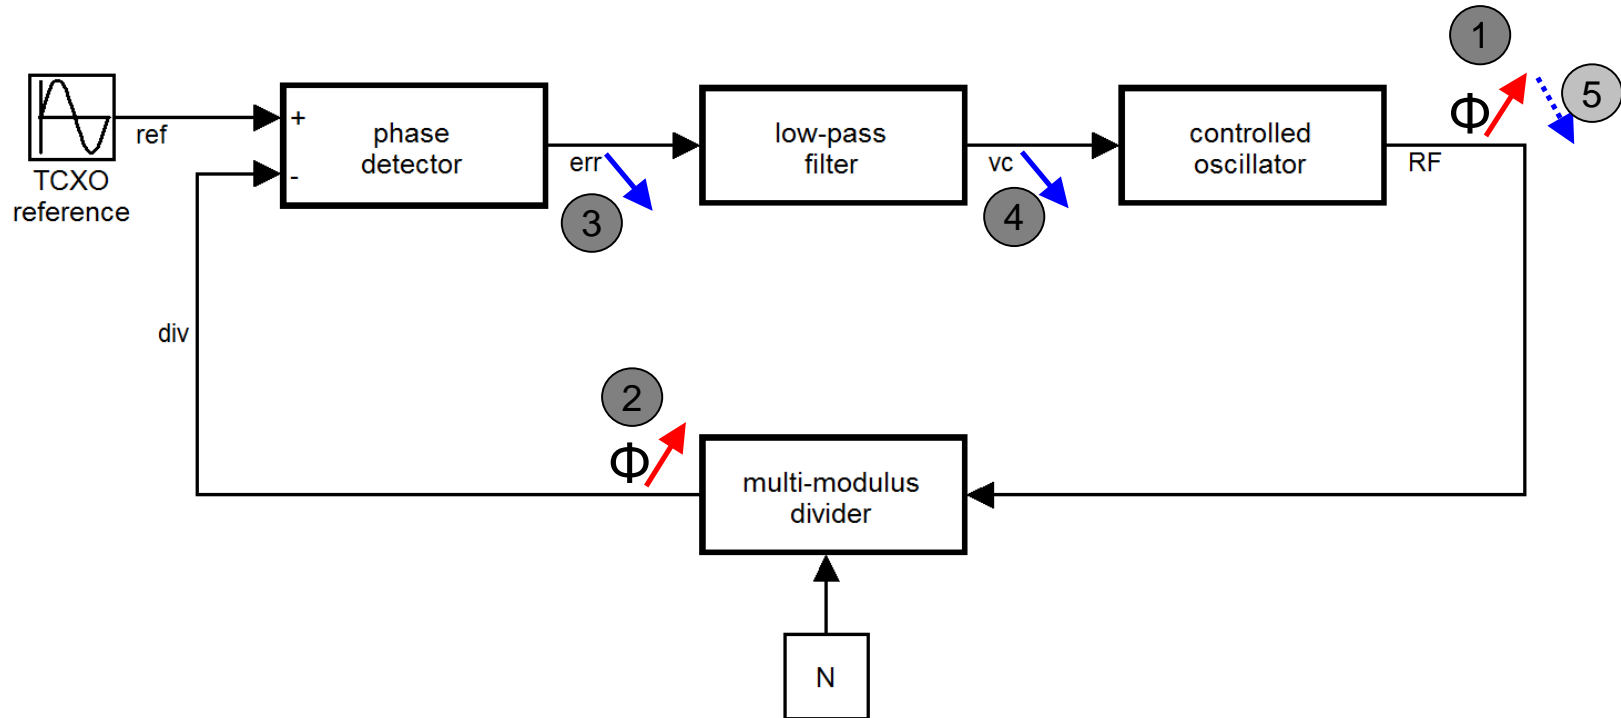 1
5
Φ
phase
detector
+
-
low-pass
filter
controlled
oscillator
ref
err
vc
RF
TCXO
reference
3
4
div
2
Φ
multi-modulus
divider
N